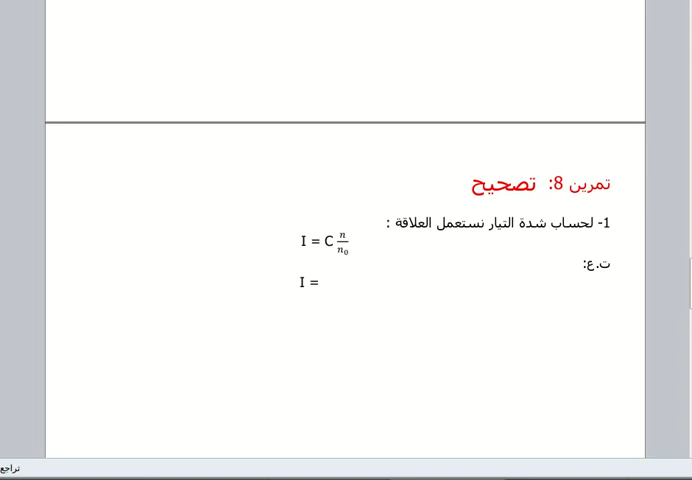 تمرين 8: تصحيح
1- لحساب شدة التيار نستعمل العلاقة :
I = C n/n₀
ت.ع:
I =
تراجع